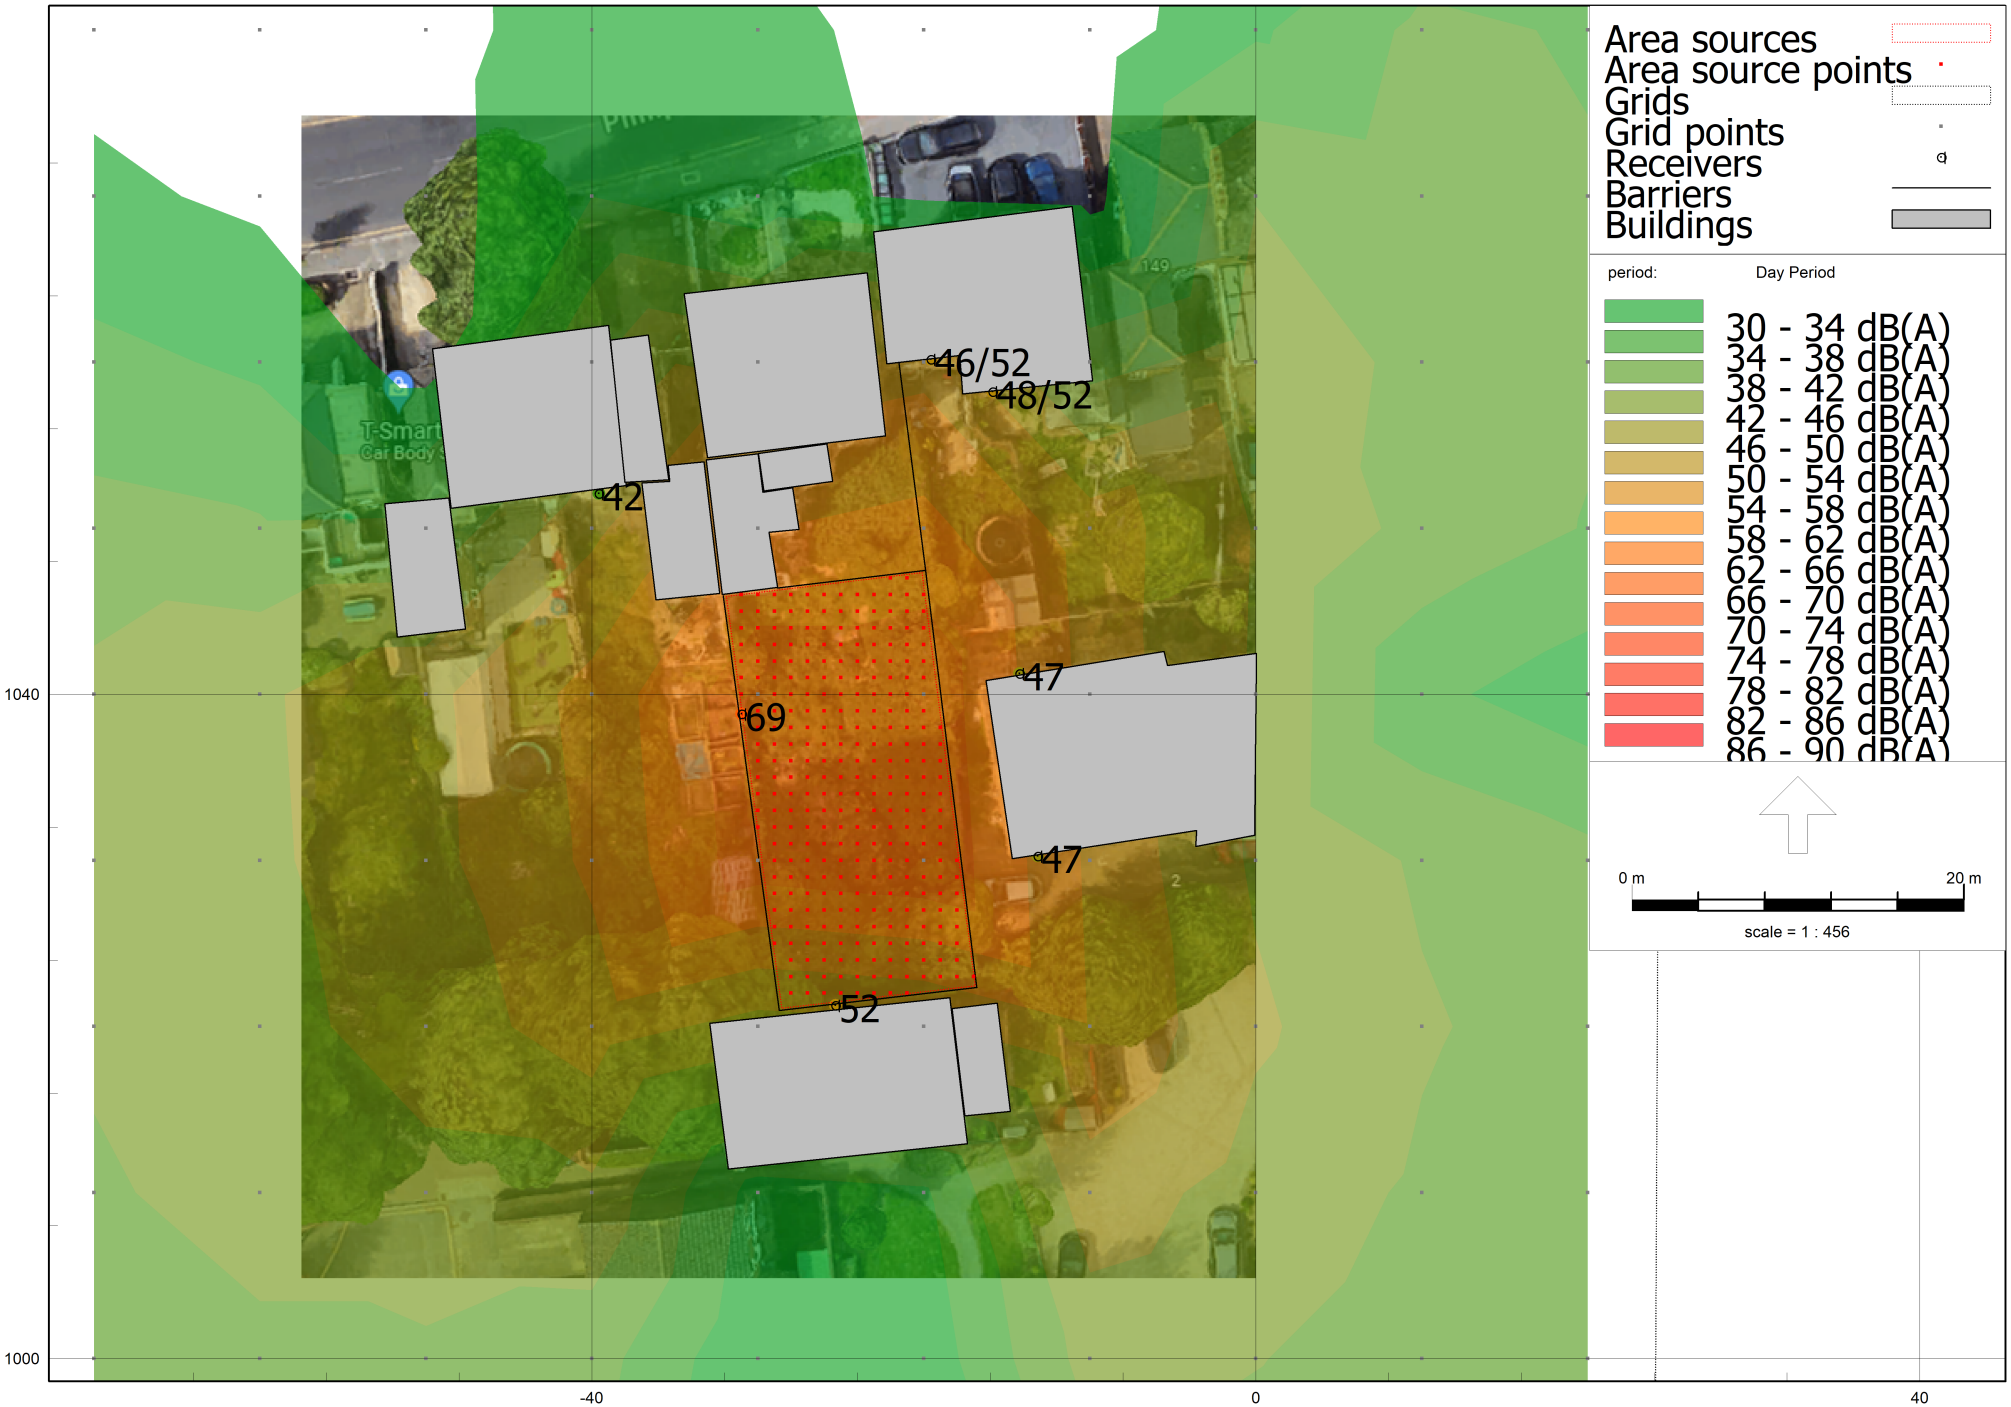 Area sources
Area source points
Grids
Grid points
Receivers
Barriers
Buildings
period: Day Period
30 - 34 dB(A)
34 - 38 dB(A)
38 - 42 dB(A)
42 - 46 dB(A)
46 - 50 dB(A)
50 - 54 dB(A)
54 - 58 dB(A)
58 - 62 dB(A)
62 - 66 dB(A)
66 - 70 dB(A)
70 - 74 dB(A)
74 - 78 dB(A)
78 - 82 dB(A)
82 - 86 dB(A)
86 - 90 dB(A)
0 m 20 m
scale = 1 : 456
149
46/52
48/52
T-Smart
Car Body
42
47
1040
69
47
2
52
1000
-40 0 40